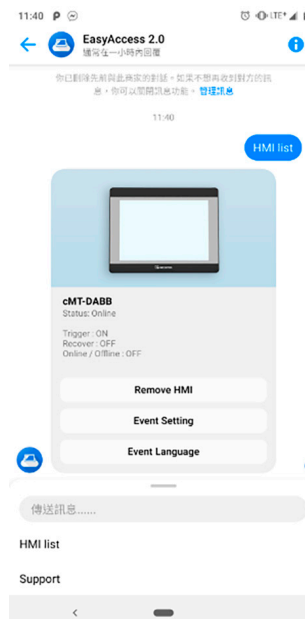 11:40
LTE+
EasyAccess 2.0
通常在一小時內回覆
你已刪除先前與此商家的對話。如果不想再收到對方的訊
息，你可以關閉訊息功能。管理訊息
11:40
HMI list
cMT-DABB
Status: Online
Trigger : ON
Recover : OFF
Online / Offline : OFF
Remove HMI
Event Setting
Event Language
傳送訊息......
HMI list
Support